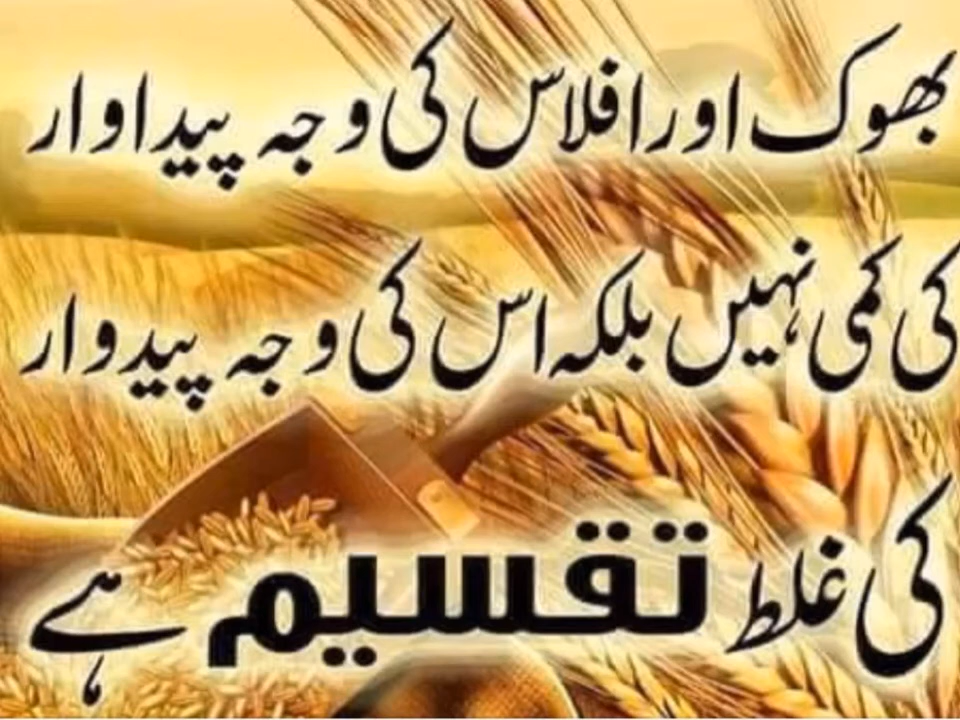 بھوک اور افلاس کی وجہ پیداوار
کی کمی نہیں بلکہ اس کی وجہ پیدوار
کی غلط تقسیم ہے